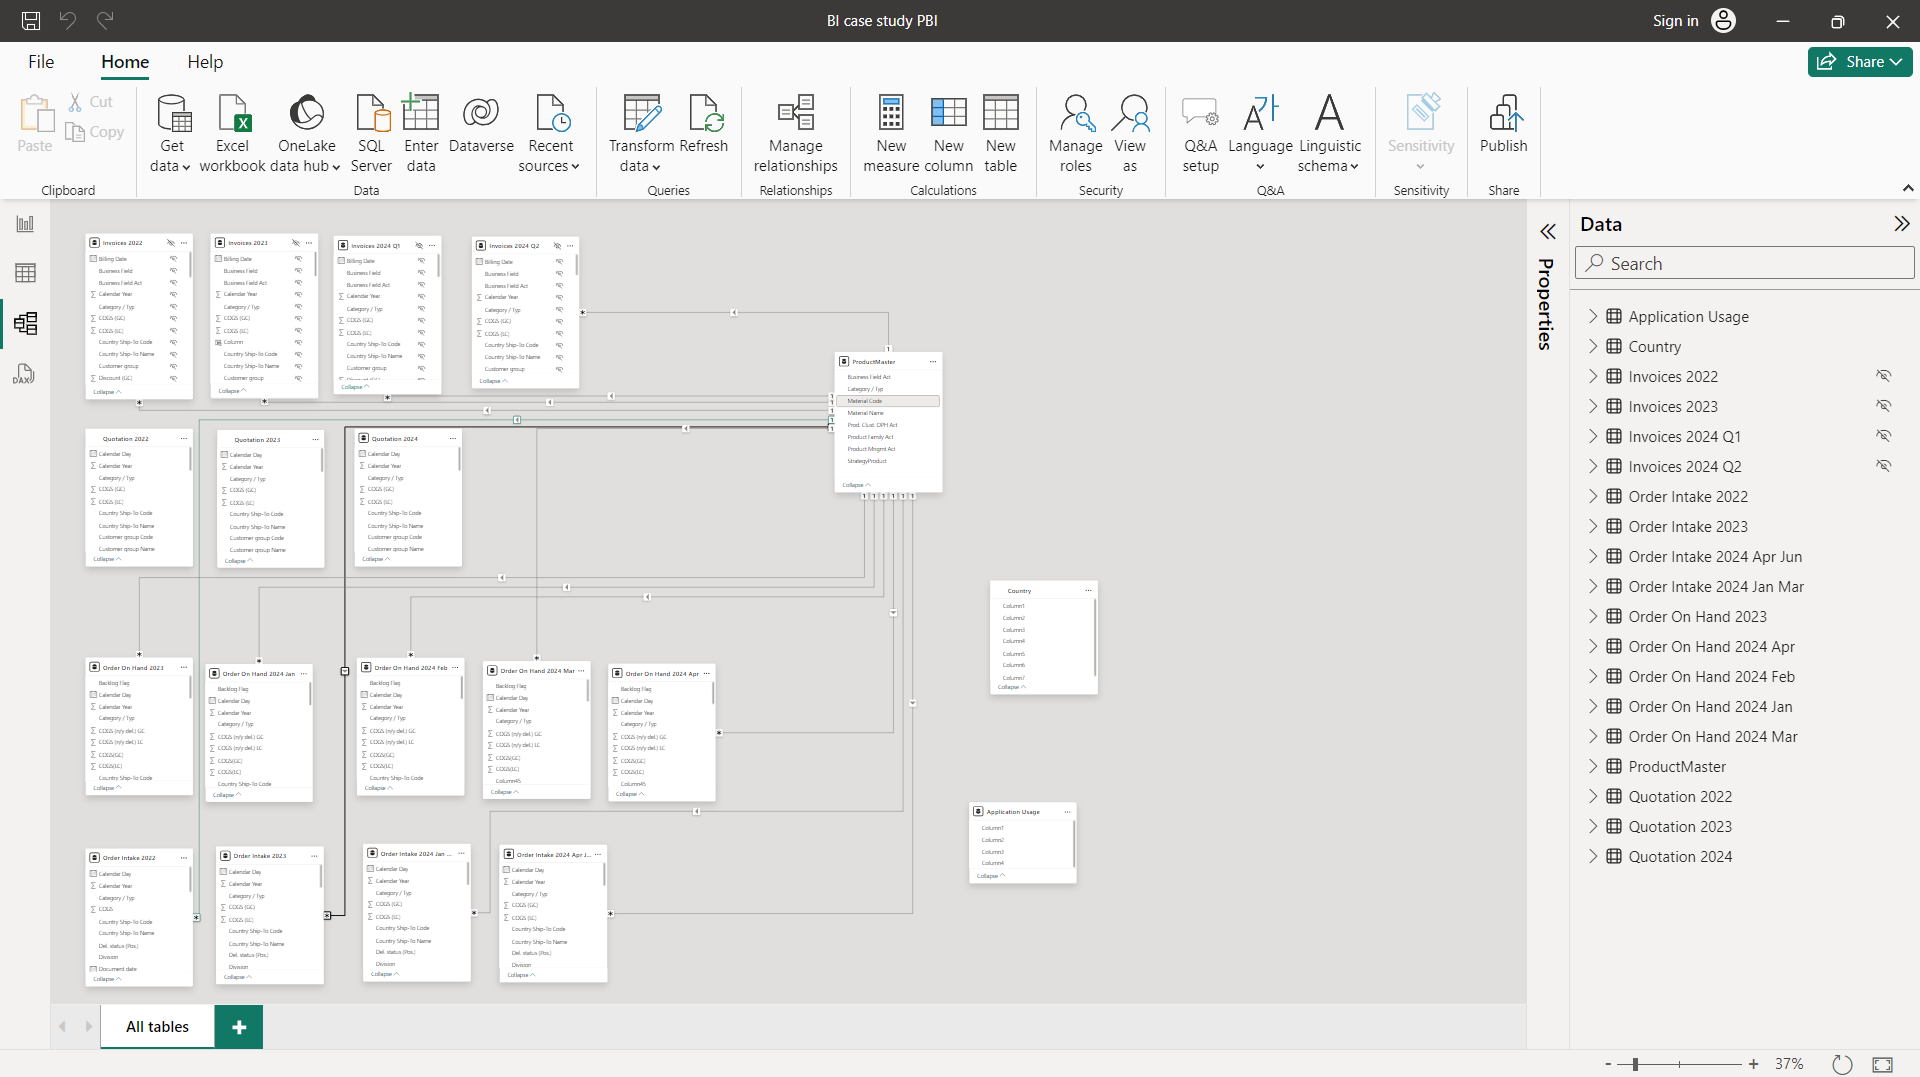 BI case study PBI
Sign in
File
Home
Help
Share
Paste
Cut
Copy
Clipboard
Get data
Excel workbook
OneLake data hub
SQL Server
Enter data
Dataverse
Recent sources
Data
Transform data
Refresh
Queries
Manage relationships
Relationships
New measure
New column
New table
Calculations
Manage roles
View as
Security
Q&A setup
Language
Linguistic schema
Q&A
Sensitivity
Sensitivity
Publish
Share
Invoices 2022
Billing Date
Business Field
Business Field Act
Calendar Year
Category / Typ
COGS (GC)
COGS (LC)
Country Ship-To Code
Country Ship-To Name
Customer group
Discount (GC)
Collapse
Invoices 2023
Billing Date
Business Field
Business Field Act
Calendar Year
Category / Typ
COGS (GC)
COGS (LC)
Column
Country Ship-To Code
Country Ship-To Name
Customer group
Collapse
Invoices 2024 Q1
Billing Date
Business Field
Business Field Act
Calendar Year
Category / Typ
COGS (GC)
COGS (LC)
Country Ship-To Code
Country Ship-To Name
Customer group
Discount (GC)
Collapse
Invoices 2024 Q2
Billing Date
Business Field
Business Field Act
Calendar Year
Category / Typ
COGS (GC)
COGS (LC)
Country Ship-To Code
Country Ship-To Name
Customer group
Collapse
ProductMaster
Business Field Act
Category / Typ
Material Code
Material Name
Prod. Clust. OPH Act
Product Family Act
Product Mngmt Act
StrategyProduct
Collapse
Quotation 2022
Calendar Day
Calendar Year
Category / Typ
COGS (GC)
COGS (LC)
Country Ship-To Code
Country Ship-To Name
Customer group Code
Customer group Name
Collapse
Quotation 2023
Calendar Day
Calendar Year
Category / Typ
COGS (GC)
COGS (LC)
Country Ship-To Code
Country Ship-To Name
Customer group Code
Customer group Name
Collapse
Quotation 2024
Calendar Day
Calendar Year
Category / Typ
COGS (GC)
COGS (LC)
Country Ship-To Code
Country Ship-To Name
Customer group Code
Customer group Name
Collapse
Country
Column1
Column2
Column3
Column4
Column5
Column6
Column7
Collapse
Order On Hand 2023
Backlog Flag
Calendar Day
Calendar Year
Category / Typ
COGS (n/y del.) GC
COGS (n/y del.) LC
COGS(GC)
COGS(LC)
Country Ship-To Code
Collapse
Order On Hand 2024 Jan
Backlog Flag
Calendar Day
Calendar Year
Category / Typ
COGS (n/y del.) GC
COGS (n/y del.) LC
COGS(GC)
COGS(LC)
Country Ship-To Code
Collapse
Order On Hand 2024 Feb
Backlog Flag
Calendar Day
Calendar Year
Category / Typ
COGS (n/y del.) GC
COGS (n/y del.) LC
COGS(GC)
COGS(LC)
Country Ship-To Code
Collapse
Order On Hand 2024 Mar
Backlog Flag
Calendar Day
Calendar Year
Category / Typ
COGS (n/y del.) GC
COGS (n/y del.) LC
COGS(GC)
COGS(LC)
Column45
Collapse
Order On Hand 2024 Apr
Backlog Flag
Calendar Day
Calendar Year
Category / Typ
COGS (n/y del.) GC
COGS (n/y del.) LC
COGS(GC)
COGS(LC)
Column45
Collapse
Application Usage
Column1
Column2
Column3
Column4
Collapse
Order Intake 2022
Calendar Day
Calendar Year
Category / Typ
COGS
Country Ship-To Code
Country Ship-To Name
Del. status (Pos.)
Division
Document date
Collapse
Order Intake 2023
Calendar Day
Calendar Year
Category / Typ
COGS (GC)
COGS (LC)
Country Ship-To Code
Country Ship-To Name
Del. status (Pos.)
Division
Collapse
Order Intake 2024 Jan ...
Calendar Day
Calendar Year
Category / Typ
COGS (GC)
COGS (LC)
Country Ship-To Code
Country Ship-To Name
Del. status (Pos.)
Division
Collapse
Order Intake 2024 Apr J...
Calendar Day
Calendar Year
Category / Typ
COGS (GC)
COGS (LC)
Country Ship-To Code
Country Ship-To Name
Del. status (Pos.)
Division
Collapse
Properties
Data
Search
Application Usage
Country
Invoices 2022
Invoices 2023
Invoices 2024 Q1
Invoices 2024 Q2
Order Intake 2022
Order Intake 2023
Order Intake 2024 Apr Jun
Order Intake 2024 Jan Mar
Order On Hand 2023
Order On Hand 2024 Apr
Order On Hand 2024 Feb
Order On Hand 2024 Jan
Order On Hand 2024 Mar
ProductMaster
Quotation 2022
Quotation 2023
Quotation 2024
All tables
37%